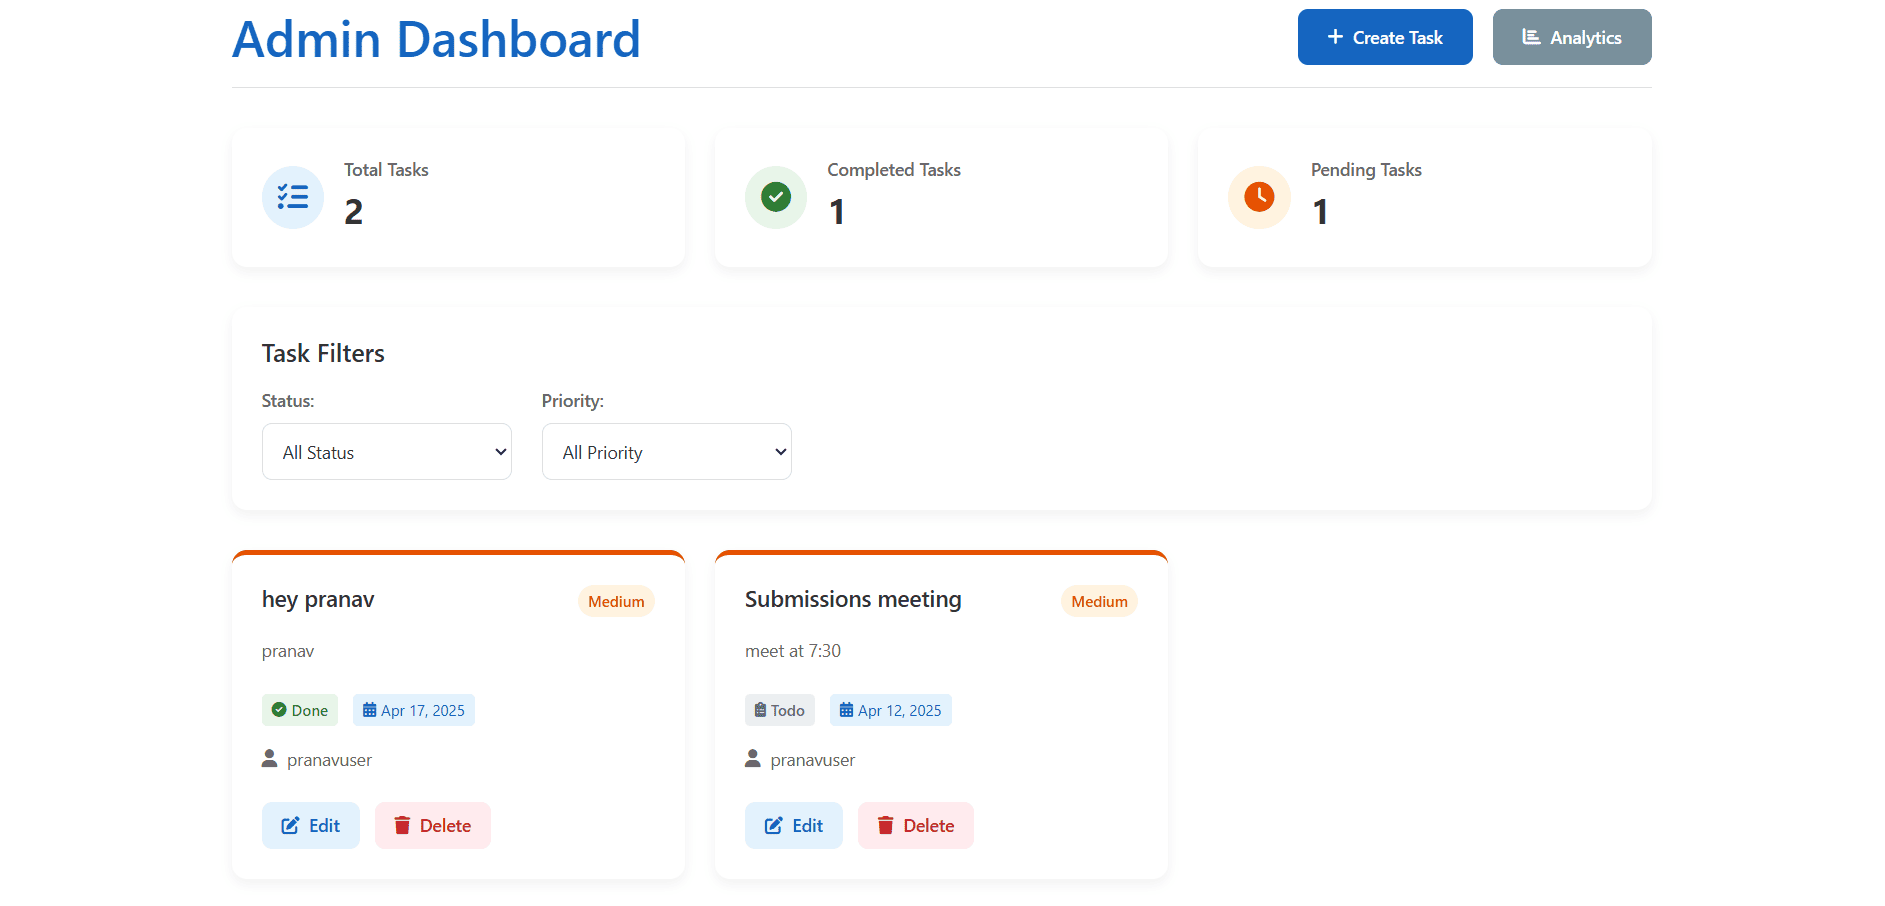 Admin Dashboard
Create Task
Analytics
Total Tasks
2
Completed Tasks
1
Pending Tasks
1
Task Filters
Status:
Priority:
All Status
All Priority
hey pranav
Medium
pranav
Done
Apr 17, 2025
pranavuser
Edit
Delete
Submissions meeting
Medium
meet at 7:30
Todo
Apr 12, 2025
pranavuser
Edit
Delete